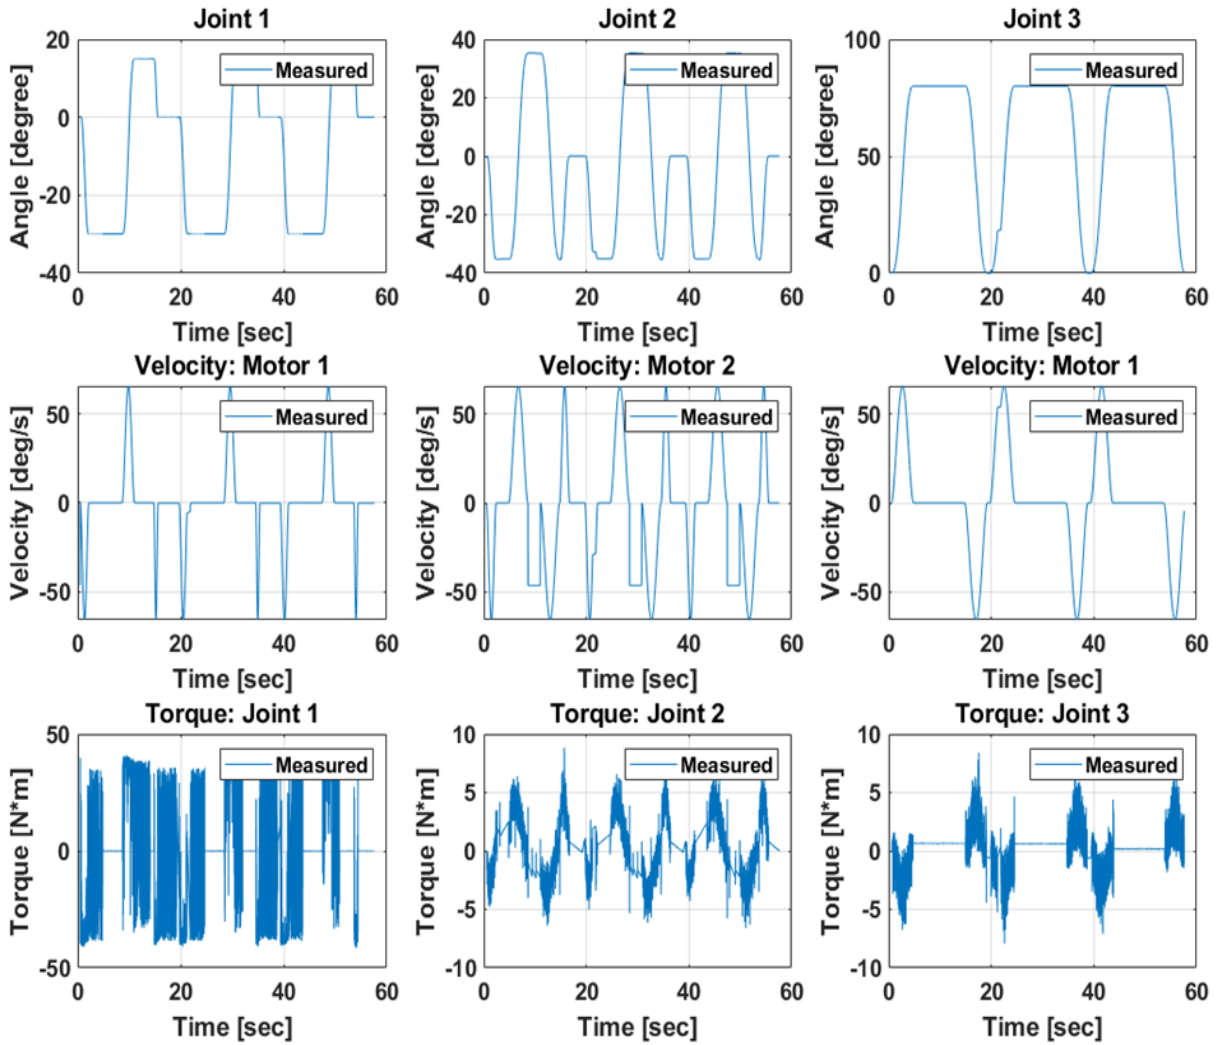 Joint 1
20
0
-20
-40
Angle [degree]
Measured
0 20 40 60
Time [sec]
Joint 2
40
20
0
-20
-40
Angle [degree]
Measured
0 20 40 60
Time [sec]
Joint 3
100
50
0
Angle [degree]
Measured
0 20 40 60
Time [sec]
Velocity: Motor 1
50
0
-50
Velocity [deg/s]
Measured
0 20 40 60
Time [sec]
Velocity: Motor 2
50
0
-50
Velocity [deg/s]
Measured
0 20 40 60
Time [sec]
Velocity: Motor 1
50
0
-50
Velocity [deg/s]
Measured
0 20 40 60
Time [sec]
Torque: Joint 1
50
0
-50
Torque [N*m]
Measured
0 20 40 60
Time [sec]
Torque: Joint 2
10
5
0
-5
-10
Torque [N*m]
Measured
0 20 40 60
Time [sec]
Torque: Joint 3
10
5
0
-5
-10
Torque [N*m]
Measured
0 20 40 60
Time [sec]